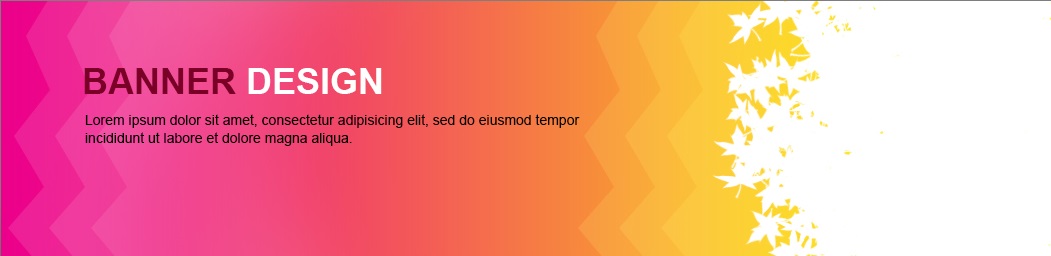 BANNER DESIGN
Lorem ipsum dolor sit amet, consectetur adipisicing elit, sed do eiusmod tempor
incididunt ut labore et dolore magna aliqua.